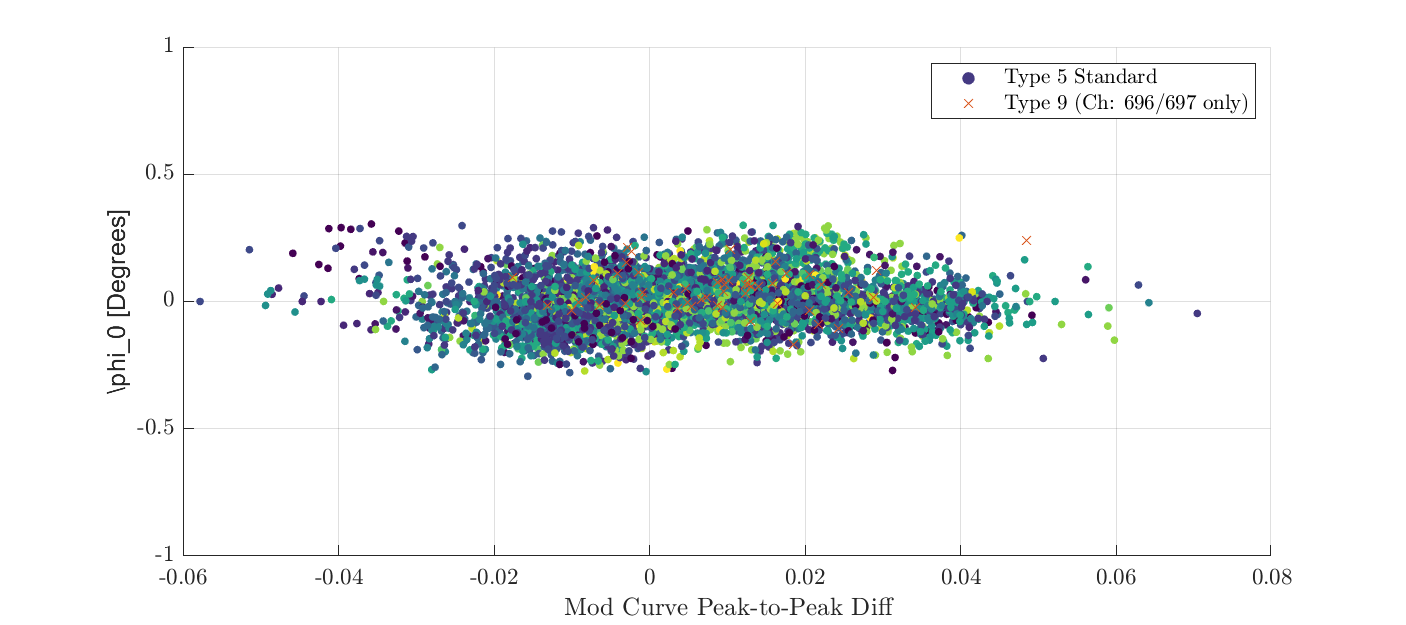 1
0.5
0
-0.5
-1
\phi_0 [Degrees]
Type 5 Standard
Type 9 (Ch: 696/697 only)
-0.06 -0.04 -0.02 0 0.02 0.04 0.06 0.08
Mod Curve Peak-to-Peak Diff